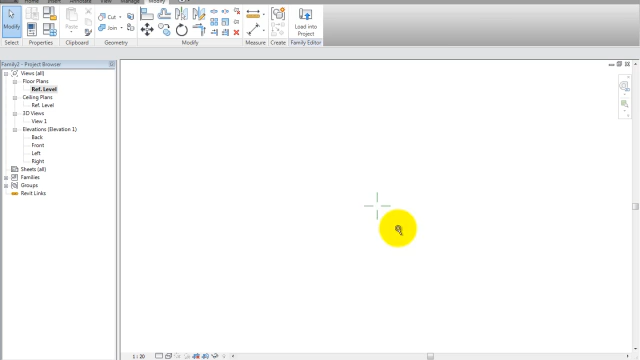 Manage
Modify
Modify
Paste
Cut
Join
Load into
Project
Select
Properties
Clipboard
Geometry
Modify
Measure
Create
Family Editor
Family2 - Project Browser
Views (all)
Floor Plans
Ref. Level
Ceiling Plans
Ref. Level
3D Views
View 1
Elevations (Elevation 1)
Back
Front
Left
Right
Sheets (all)
Families
Groups
Revit Links
1 : 20